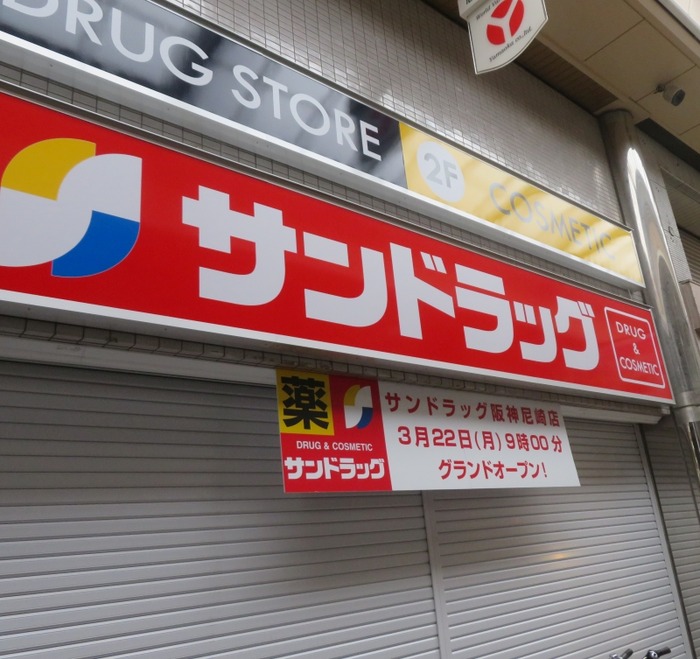 DRUG STORE
2F COSMETIC
サンドラッグ
DRUG
&
COSMETIC
薬
DRUG & COSMETIC
サンドラッグ
サンドラッグ阪神尼崎店
3月22日(月)9時00分
グランドオープン!